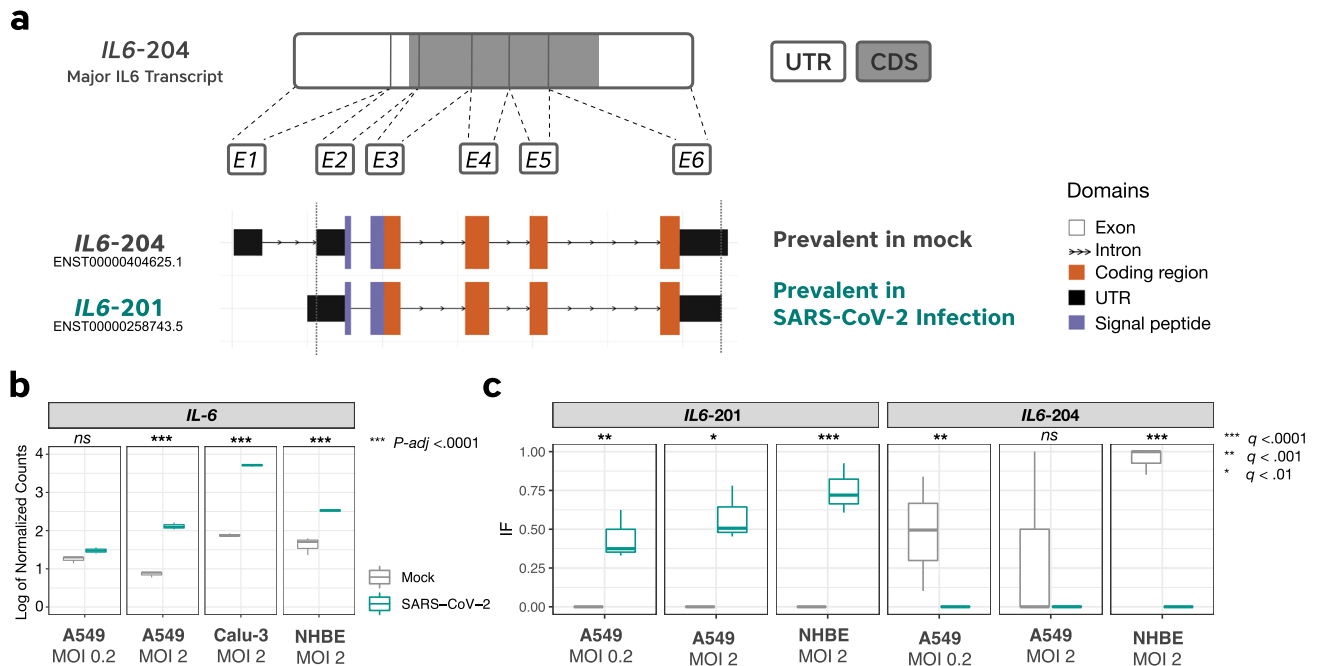 a
IL6-204
Major IL6 Transcript
UTR
CDS
E1
E2
E3
E4
E5
E6
IL6-204
ENST00000404625.1
Prevalent in mock
IL6-201
ENST00000258743.5
Prevalent in
SARS-CoV-2 Infection
Domains
Exon
Intron
Coding region
UTR
Signal peptide
b
IL-6
ns
***
***
***
*** P-adj <.0001
Log of Normalized Counts
4
3
2
1
0
A549
MOI 0.2
A549
MOI 2
Calu-3
MOI 2
NHBE
MOI 2
Mock
SARS–CoV–2
c
IL6-201
IL6-204
**
*
***
**
ns
***
*** q <.0001
** q < .001
* q < .01
IF
1.00
0.75
0.50
0.25
0.00
A549
MOI 0.2
A549
MOI 2
NHBE
MOI 2
A549
MOI 0.2
A549
MOI 2
NHBE
MOI 2